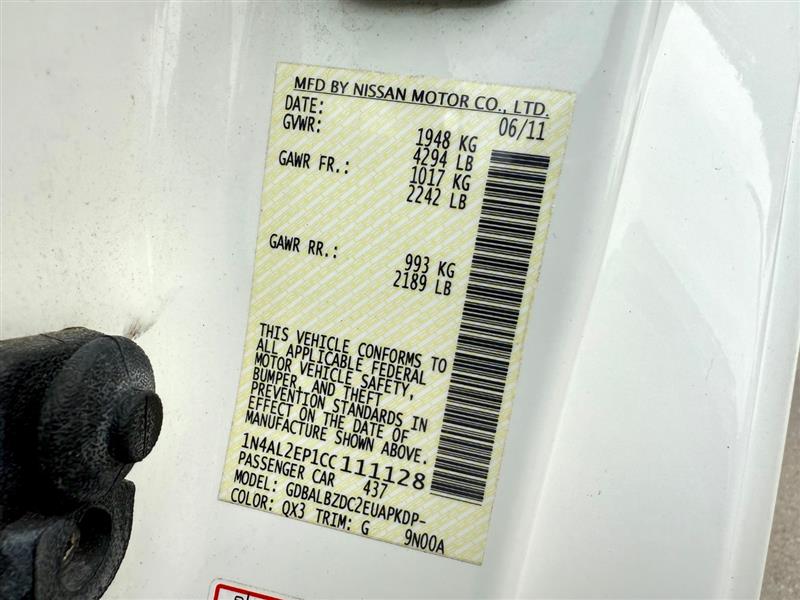 MFD BY NISSAN MOTOR CO., LTD.
DATE: 06/11
GVWR: 1948 KG
4294 LB
GAWR FR.: 1017 KG
2242 LB
GAWR RR.: 993 KG
2189 LB
THIS VEHICLE CONFORMS TO
ALL APPLICABLE FEDERAL
MOTOR VEHICLE SAFETY,
BUMPER, AND THEFT
PREVENTION STANDARDS IN
EFFECT ON THE DATE OF
MANUFACTURE SHOWN ABOVE.
1N4AL2EP1CC111128
PASSENGER CAR 437
MODEL: GDBALBZDC2EUAPKDP-
COLOR: QX3 TRIM: G 9N00A